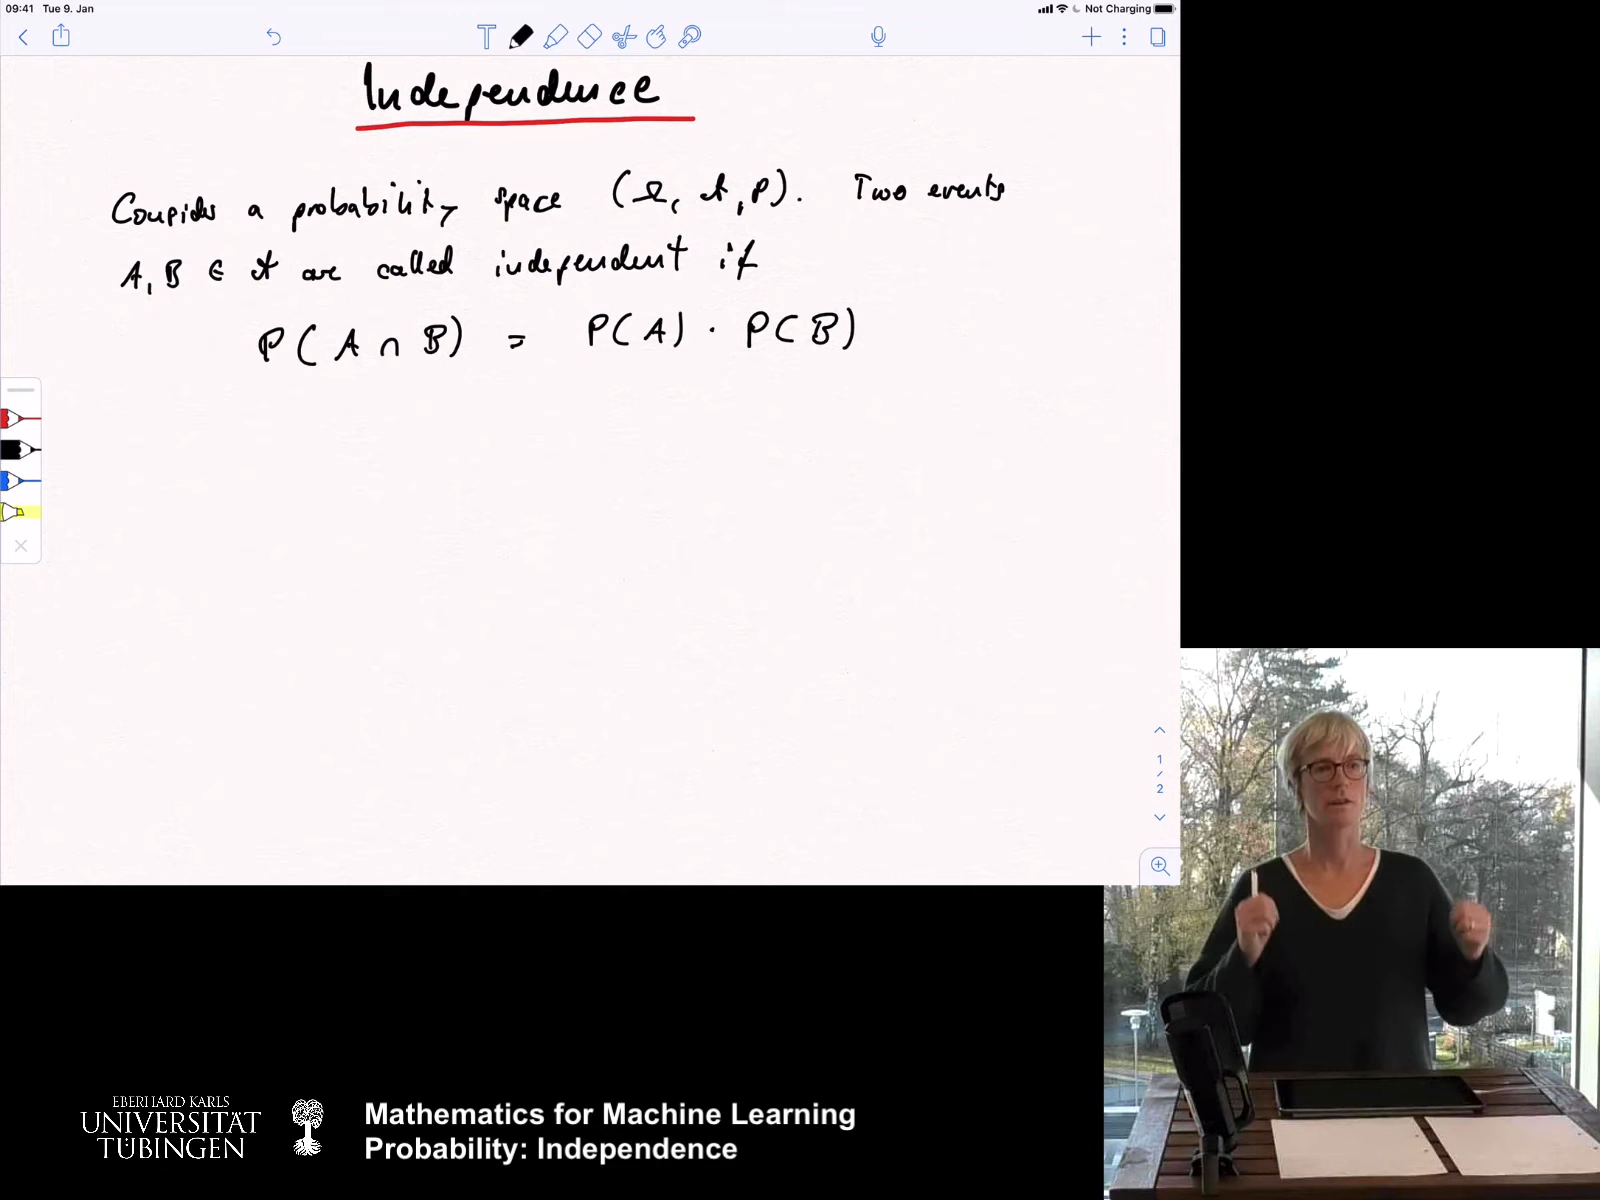 09:41 Tue 9. Jan
Not Charging
Independence
Consider a probability space (Ω, 𝒜, P). Two events
A, B ∈ 𝒜 are called independent if
P(A ∩ B) = P(A) · P(B)
1
/
2
EBERHARD KARLS
UNIVERSITÄT
TÜBINGEN
Mathematics for Machine Learning
Probability: Independence